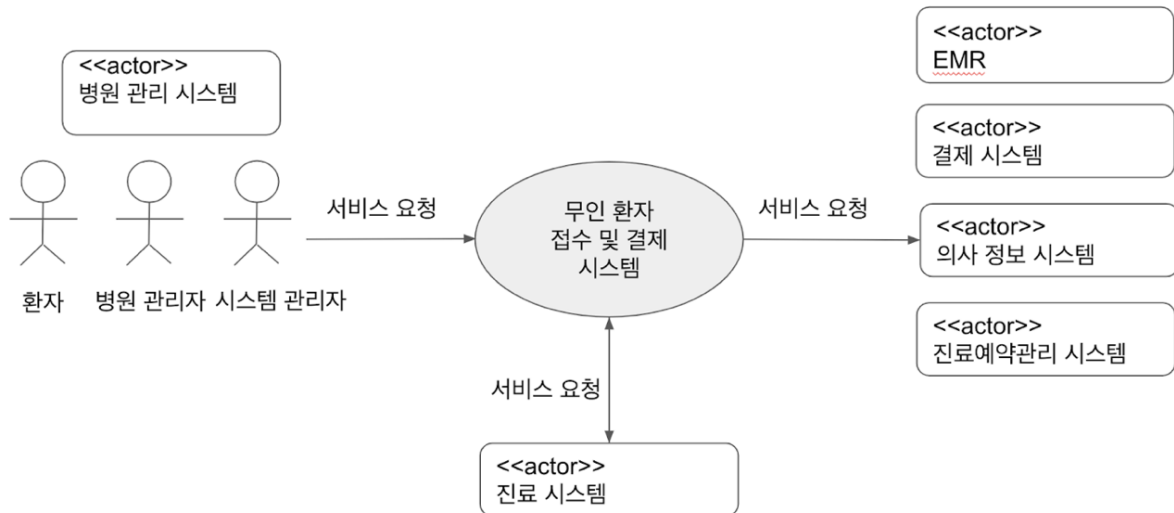 <<actor>>
병원 관리 시스템
환자
병원 관리자
시스템 관리자
서비스 요청
무인 환자
접수 및 결제
시스템
서비스 요청
<<actor>>
EMR
<<actor>>
결제 시스템
<<actor>>
의사 정보 시스템
<<actor>>
진료예약관리 시스템
서비스 요청
<<actor>>
진료 시스템